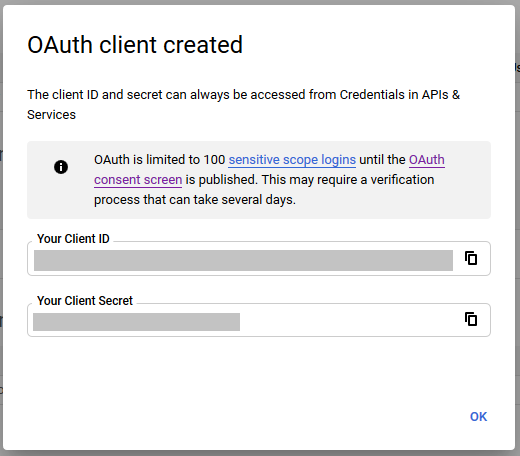 OAuth client created
The client ID and secret can always be accessed from Credentials in APIs &
Services
OAuth is limited to 100 sensitive scope logins until the OAuth
consent screen is published. This may require a verification
process that can take several days.
Your Client ID
Your Client Secret
OK